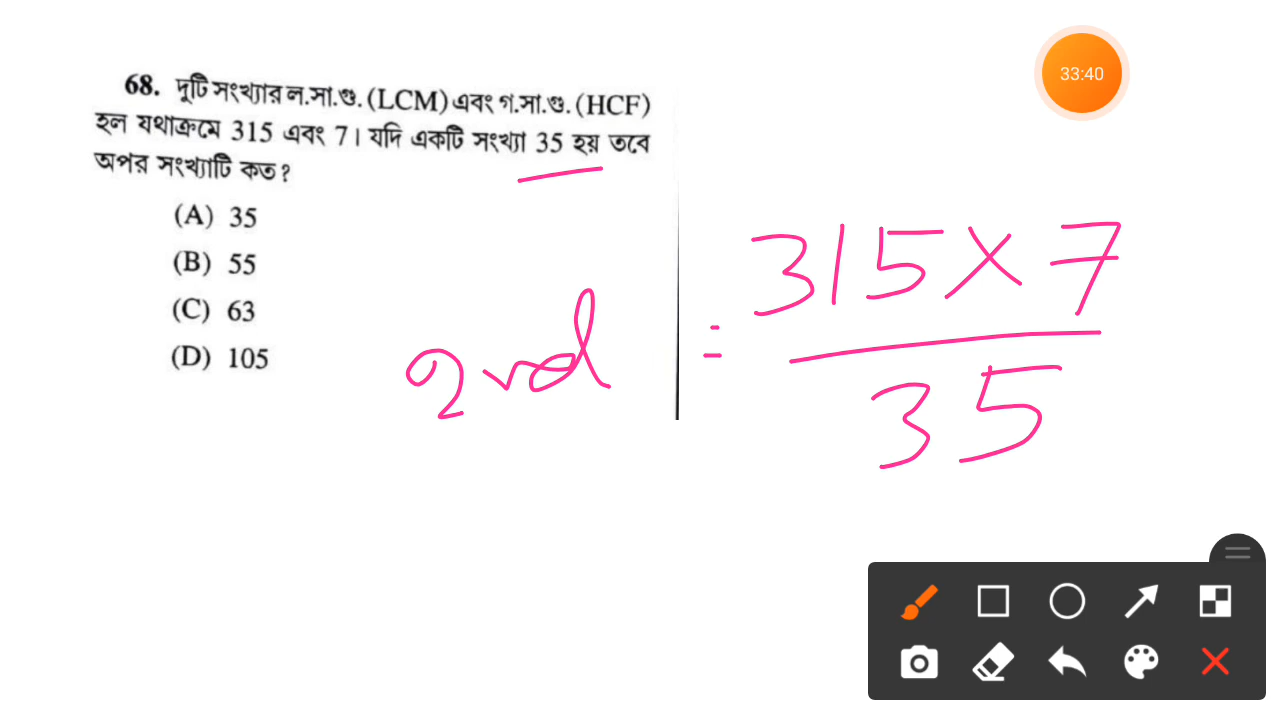 33:40
68. দুটি সংখ্যার ল.সা.গু. (LCM) এবং গ.সা.গু. (HCF)
হল যথাক্রমে 315 এবং 7। যদি একটি সংখ্যা 35 হয় তবে
অপর সংখ্যাটি কত?
(A) 35
(B) 55
(C) 63
(D) 105
2nd = 315 × 7
35